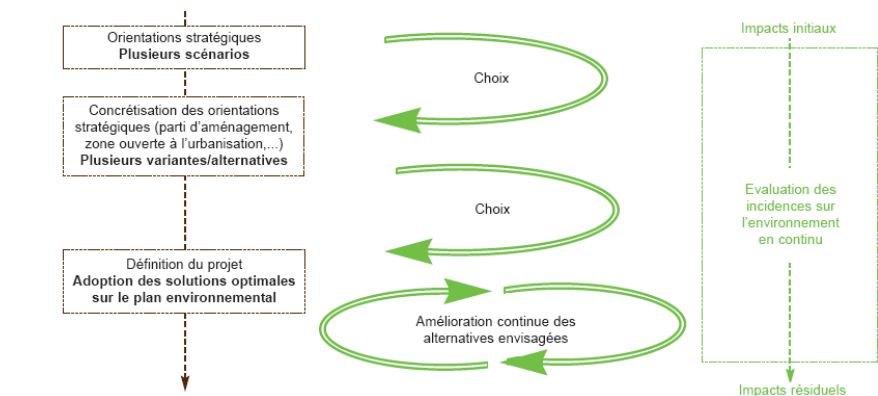 Orientations stratégiques
Plusieurs scénarios
Concrétisation des orientations
stratégiques (parti d'aménagement,
zone ouverte à l'urbanisation,...)
Plusieurs variantes/alternatives
Définition du projet
Adoption des solutions optimales
sur le plan environnemental
Choix
Choix
Amélioration continue des
alternatives envisagées
Impacts initiaux
Evaluation des
incidences sur
l'environnement
en continu
Impacts résiduels